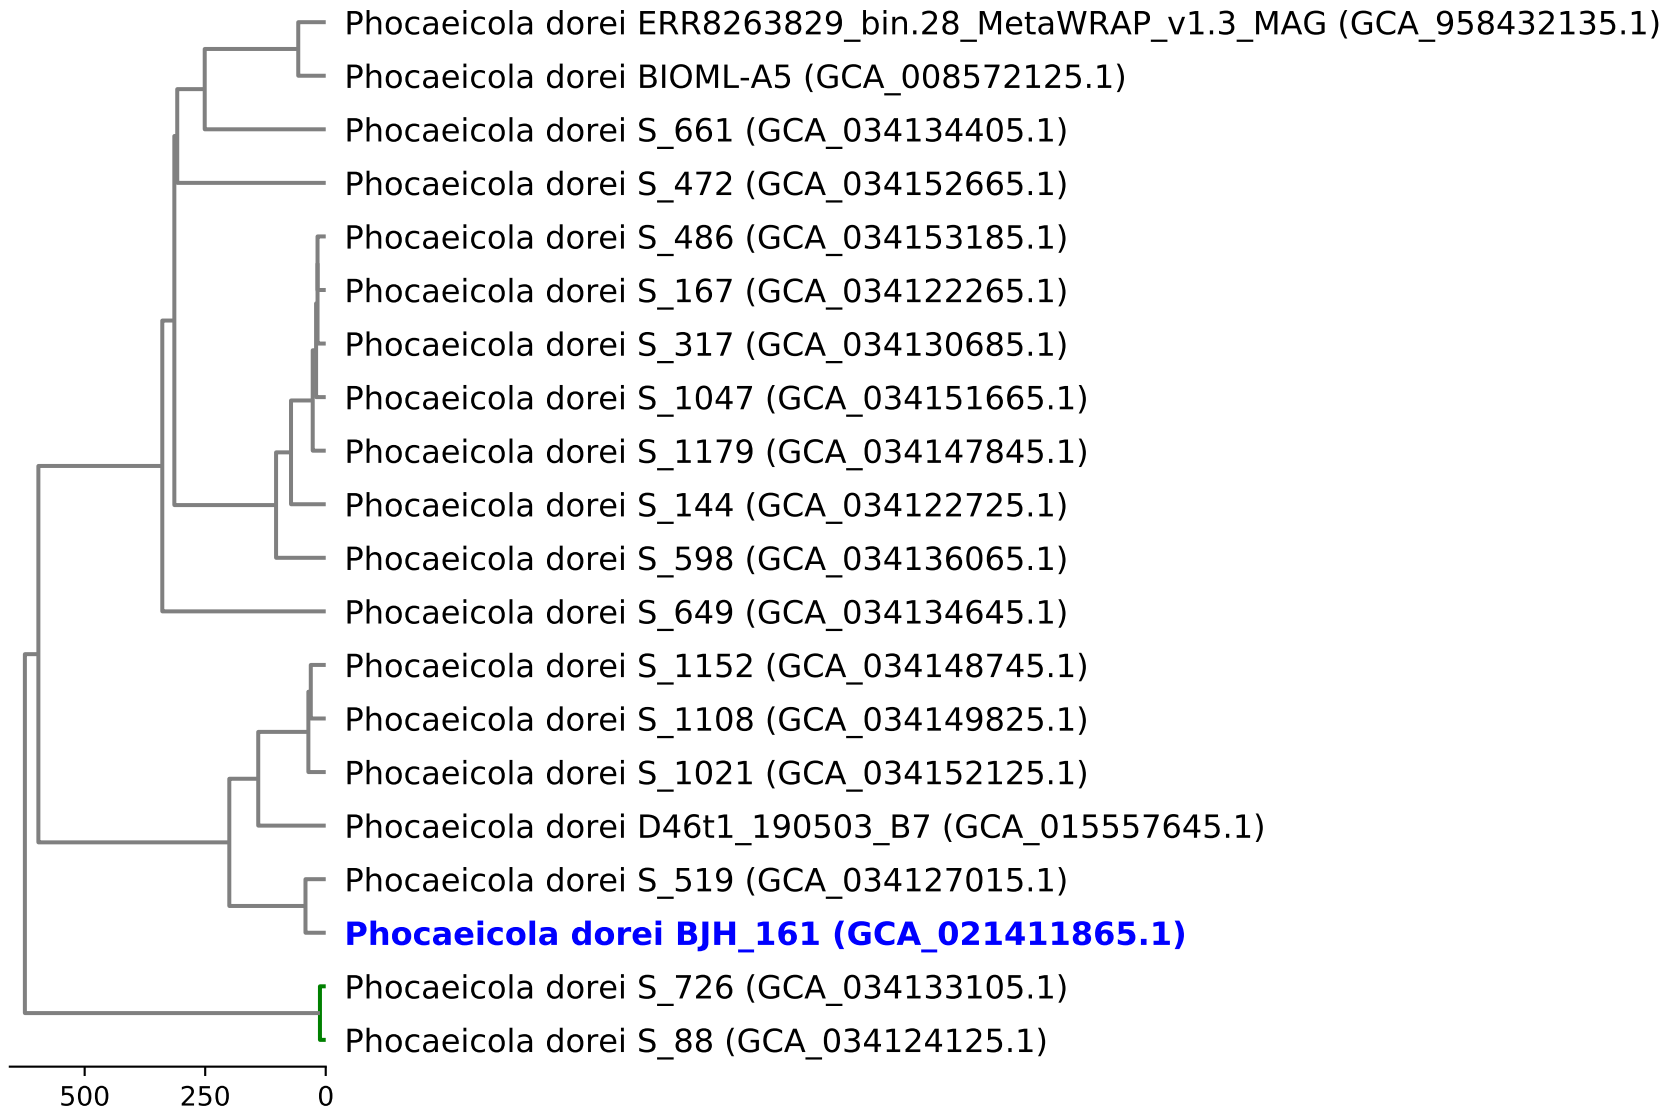 Phocaeicola dorei ERR8263829_bin.28_MetaWRAP_v1.3_MAG (GCA_958432135.1)
Phocaeicola dorei BIOML-A5 (GCA_008572125.1)
Phocaeicola dorei S_661 (GCA_034134405.1)
Phocaeicola dorei S_472 (GCA_034152665.1)
Phocaeicola dorei S_486 (GCA_034153185.1)
Phocaeicola dorei S_167 (GCA_034122265.1)
Phocaeicola dorei S_317 (GCA_034130685.1)
Phocaeicola dorei S_1047 (GCA_034151665.1)
Phocaeicola dorei S_1179 (GCA_034147845.1)
Phocaeicola dorei S_144 (GCA_034122725.1)
Phocaeicola dorei S_598 (GCA_034136065.1)
Phocaeicola dorei S_649 (GCA_034134645.1)
Phocaeicola dorei S_1152 (GCA_034148745.1)
Phocaeicola dorei S_1108 (GCA_034149825.1)
Phocaeicola dorei S_1021 (GCA_034152125.1)
Phocaeicola dorei D46t1_190503_B7 (GCA_015557645.1)
Phocaeicola dorei S_519 (GCA_034127015.1)
Phocaeicola dorei BJH_161 (GCA_021411865.1)
Phocaeicola dorei S_726 (GCA_034133105.1)
Phocaeicola dorei S_88 (GCA_034124125.1)
500 250 0